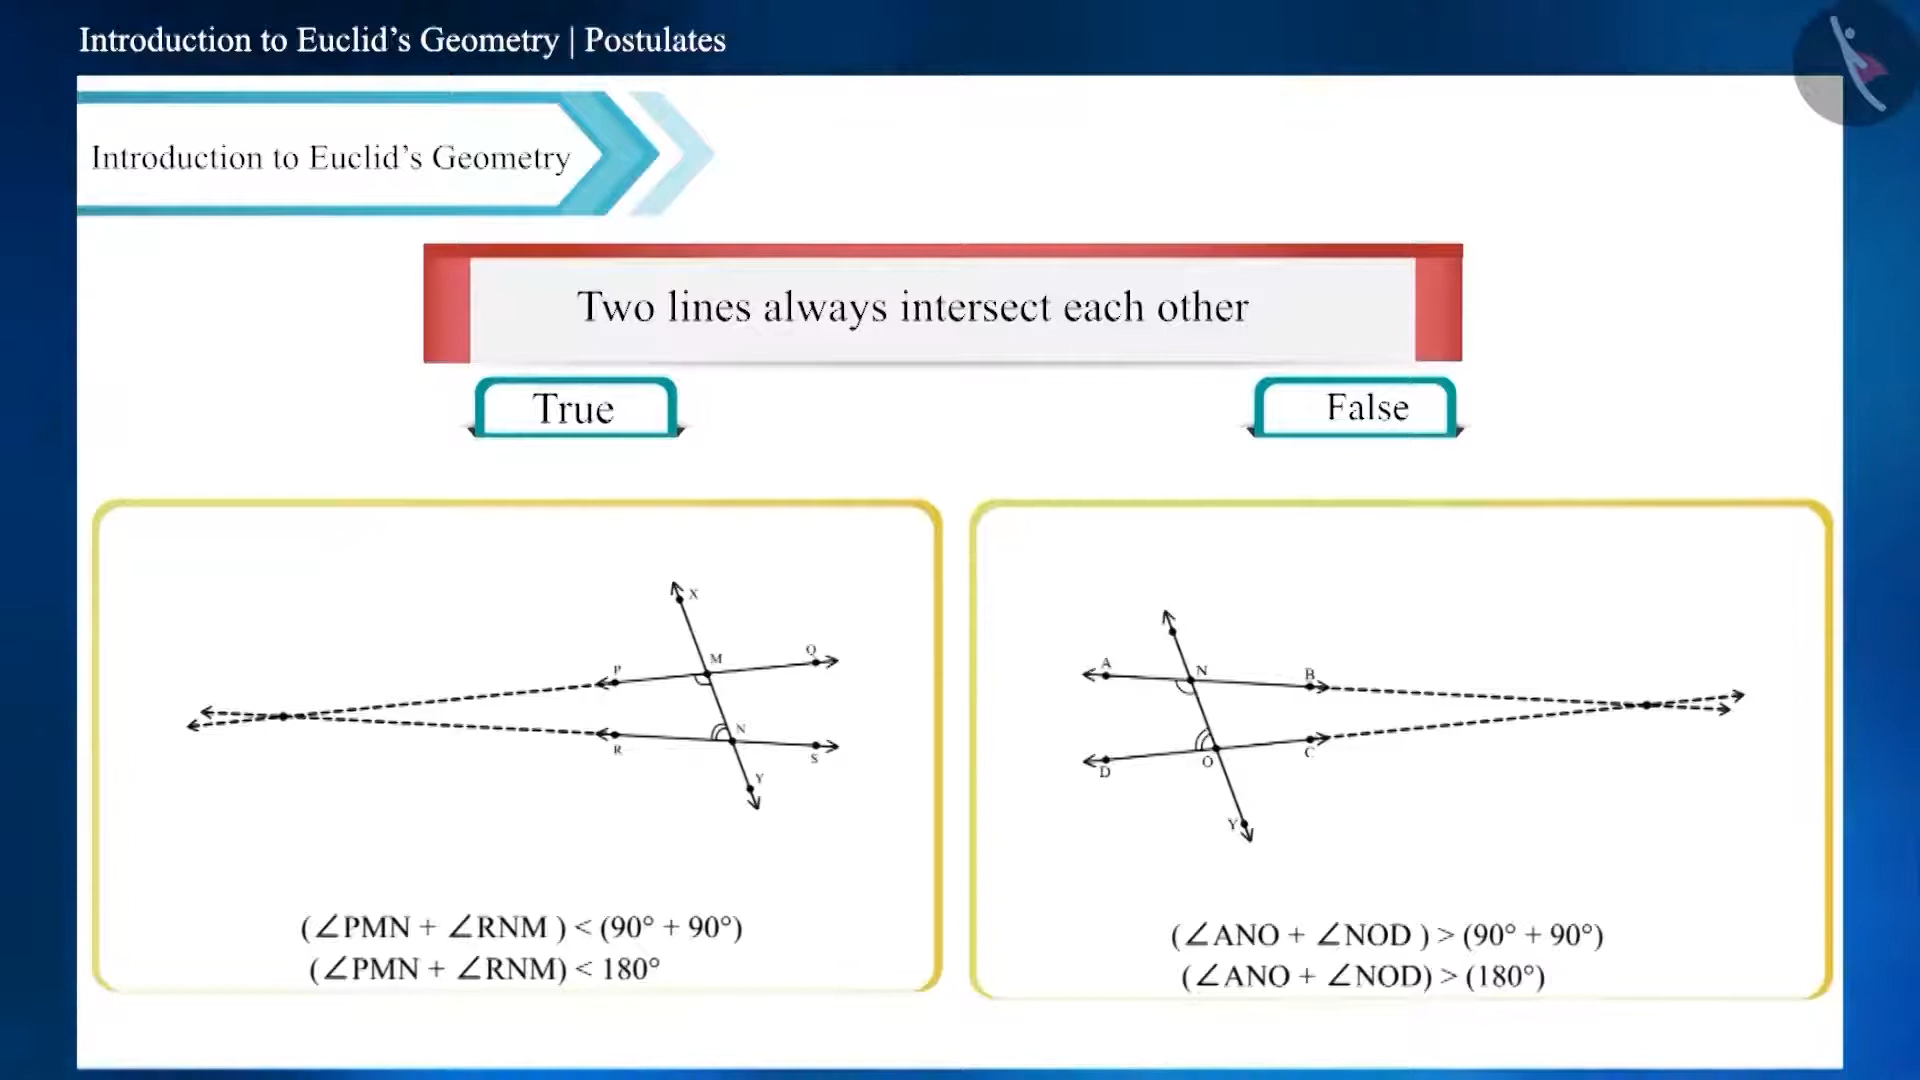 Introduction to Euclid’s Geometry | Postulates
Introduction to Euclid’s Geometry
Two lines always intersect each other
True
False
X
M
Q
P
N
R
S
Y
(∠PMN + ∠RNM ) < (90° + 90°)
(∠PMN + ∠RNM) < 180°
A
N
B
D
O
C
Y
(∠ANO + ∠NOD ) > (90° + 90°)
(∠ANO + ∠NOD) > (180°)